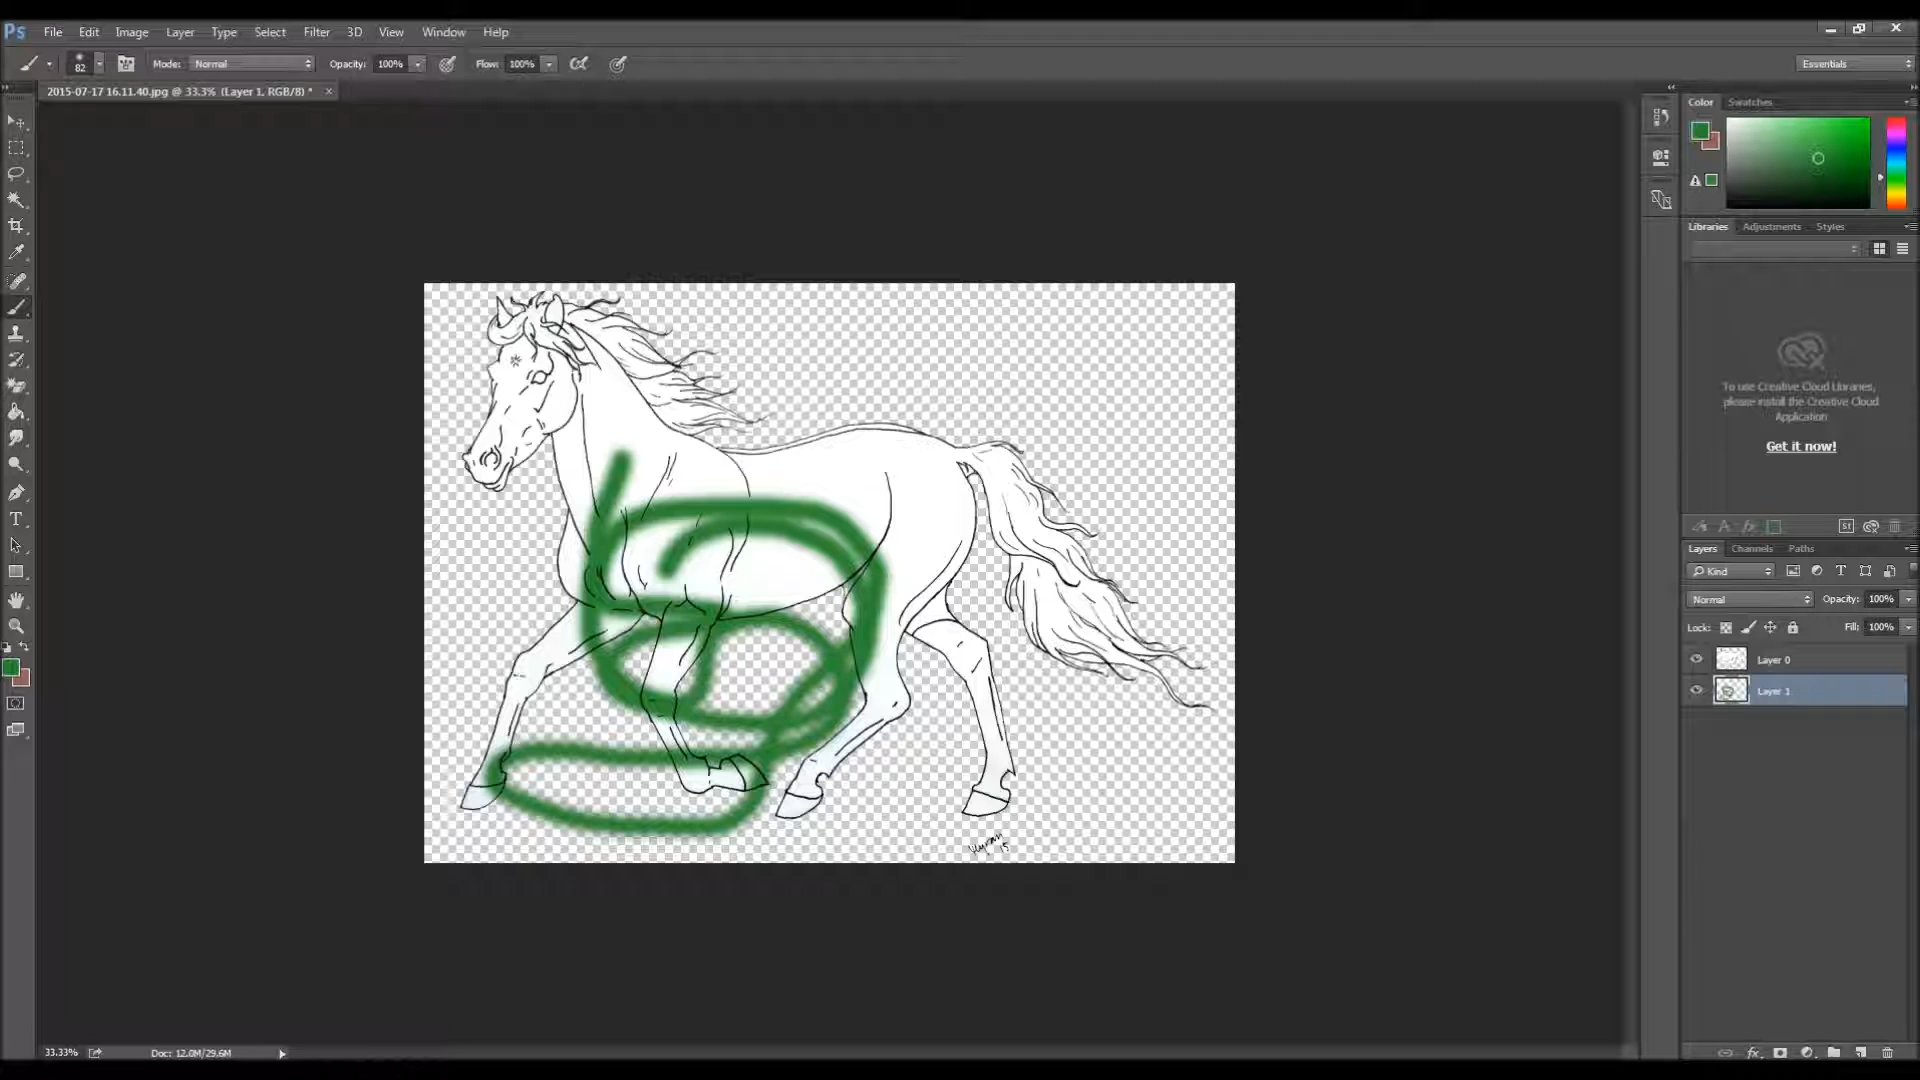 Ps File Edit Image Layer Type Select Filter 3D View Window Help
82 Mode: Normal Opacity: 100% Flow: 100% Essentials
2015-07-17 16.11.40.jpg @ 33.3% (Layer 1, RGB/8) * ×
Color Swatches
Libraries Adjustments Styles
To use Creative Cloud Libraries,
please install the Creative Cloud
Application
Get it now!
St
Layers Channels Paths
Kind
Normal Opacity: 100%
Lock: Fill: 100%
Layer 0
Layer 1
15
33.33% Doc: 12.0M/29.6M